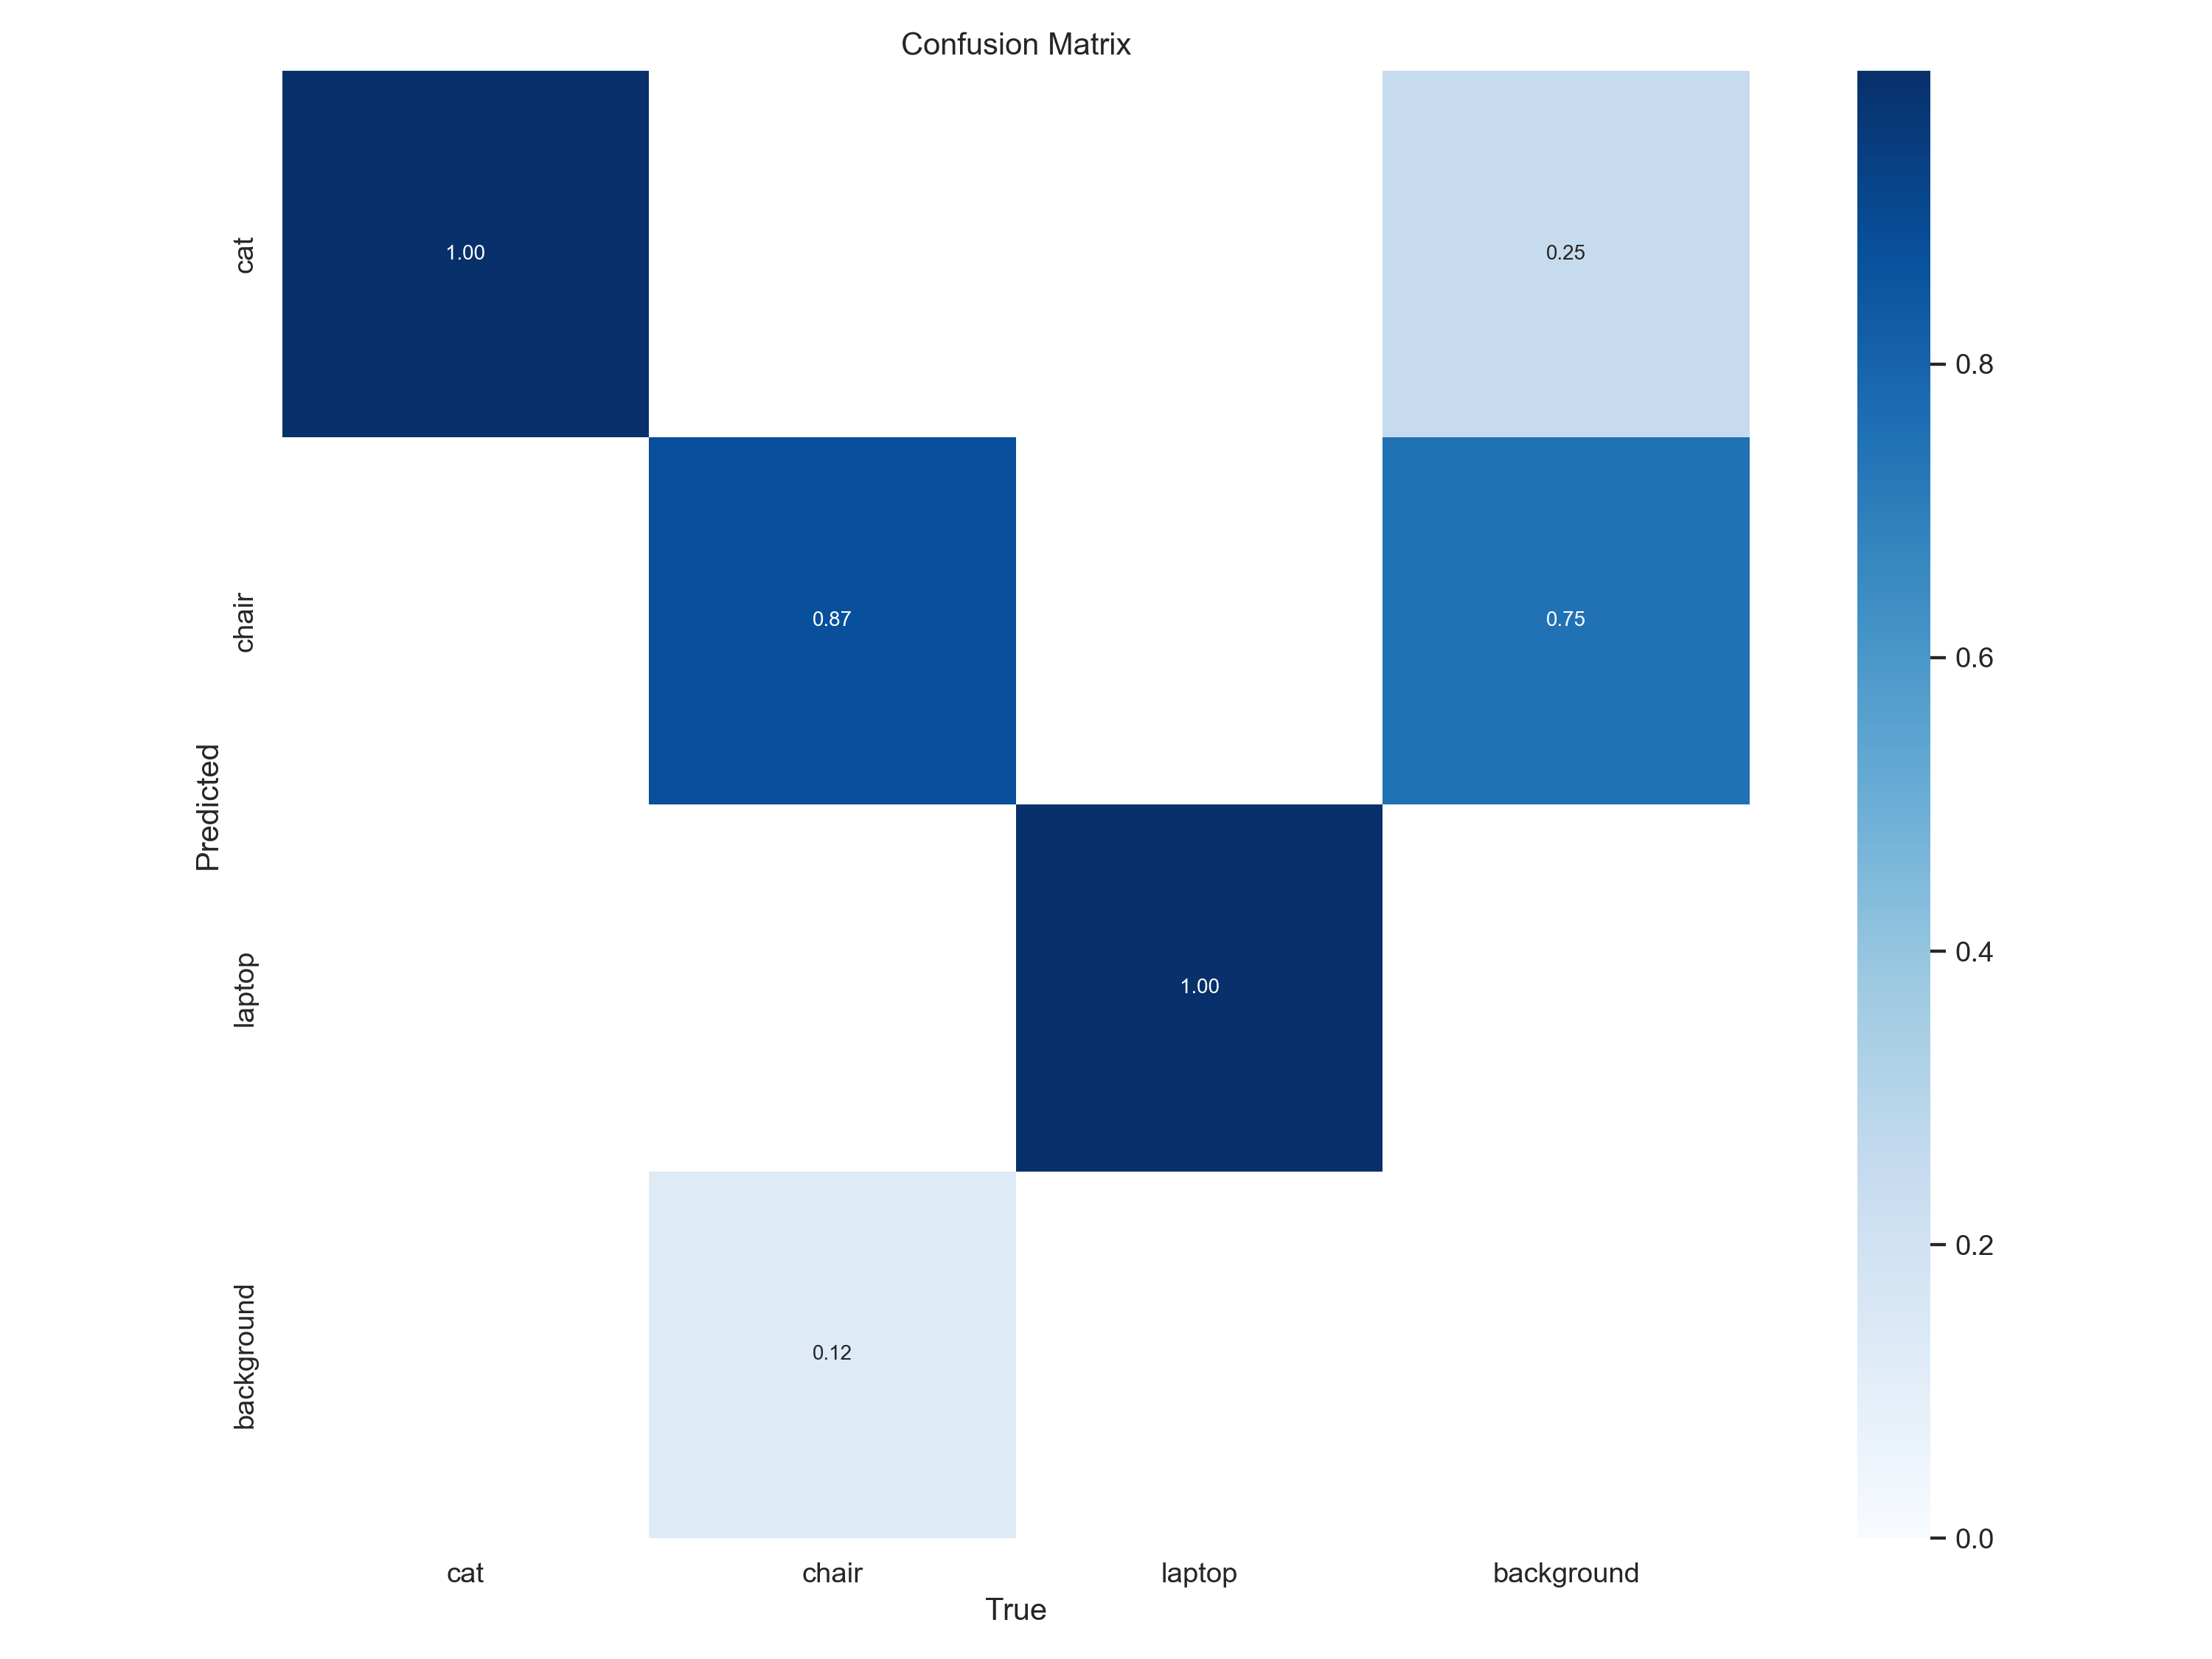 Confusion Matrix
cat
1.00
0.25
0.8
chair
0.87
0.75
0.6
Predicted
laptop
1.00
0.4
background
0.12
0.2
0.0
cat chair laptop background
True